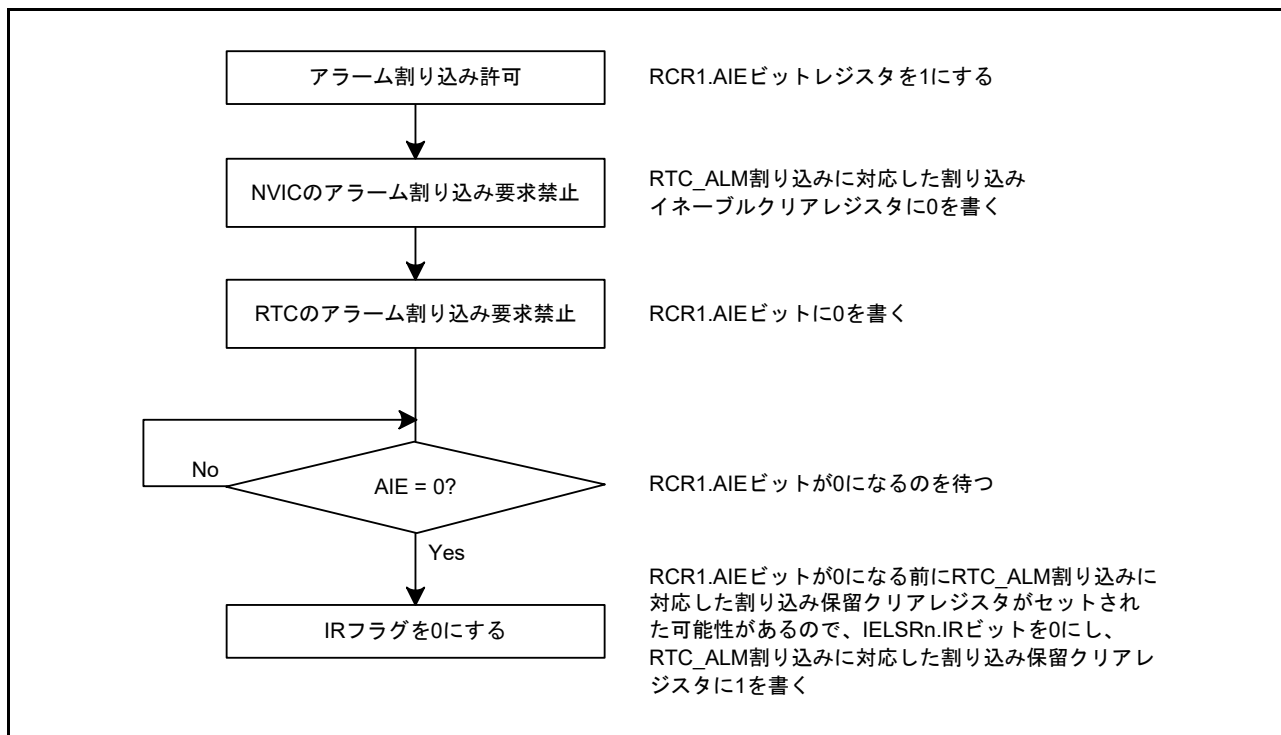 アラーム割り込み許可
RCR1.AIEビットレジスタを1にする
NVICのアラーム割り込み要求禁止
RTC_ALM割り込みに対応した割り込み
イネーブルクリアレジスタに0を書く
RTCのアラーム割り込み要求禁止
RCR1.AIEビットに0を書く
No
AIE = 0?
RCR1.AIEビットが0になるのを待つ
Yes
IRフラグを0にする
RCR1.AIEビットが0になる前にRTC_ALM割り込みに
対応した割り込み保留クリアレジスタがセットされ
た可能性があるので、IELSRn.IRビットを0にし、
RTC_ALM割り込みに対応した割り込み保留クリアレ
ジスタに1を書く